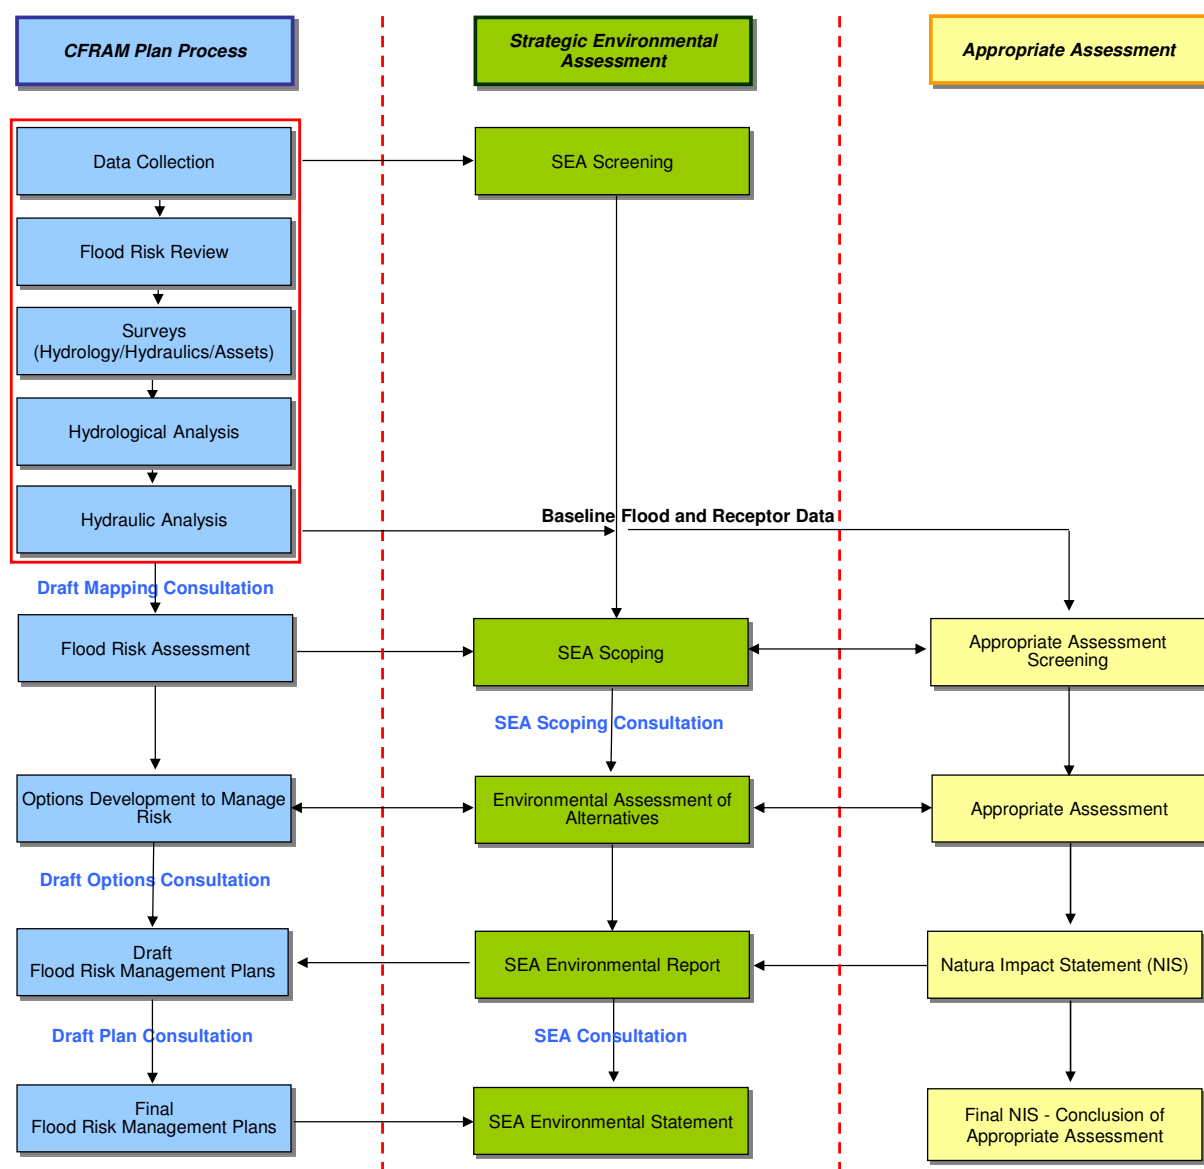 CFRAM Plan Process
Strategic Environmental
Assessment
Appropriate Assessment
Data Collection
SEA Screening
Flood Risk Review
Surveys
(Hydrology/Hydraulics/Assets)
Hydrological Analysis
Hydraulic Analysis
Baseline Flood and Receptor Data
Draft Mapping Consultation
Flood Risk Assessment
SEA Scoping
Appropriate Assessment
Screening
SEA Scoping Consultation
Options Development to Manage
Risk
Environmental Assessment of
Alternatives
Appropriate Assessment
Draft Options Consultation
Draft
Flood Risk Management Plans
SEA Environmental Report
Natura Impact Statement (NIS)
Draft Plan Consultation
SEA Consultation
Final
Flood Risk Management Plans
SEA Environmental Statement
Final NIS - Conclusion of
Appropriate Assessment